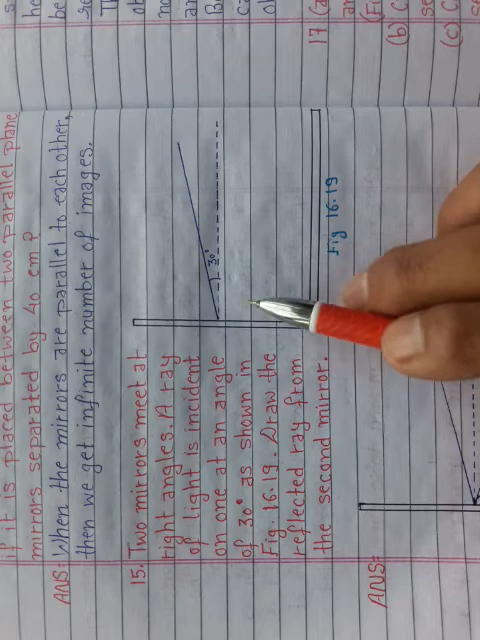 if it is placed between two parallel plane
mirrors separated by 40 cm?
ANS:- When the mirrors are parallel to each other,
then we get infinite number of images.
15. Two mirrors meet at
right angles. A ray
of light is incident
on one at an angle
of 30° as shown in
Fig. 16.19. Draw the
reflected ray from
the second mirror.
30°
Fig 16.19
ANS:-
17 (a
(b) C
(c) C